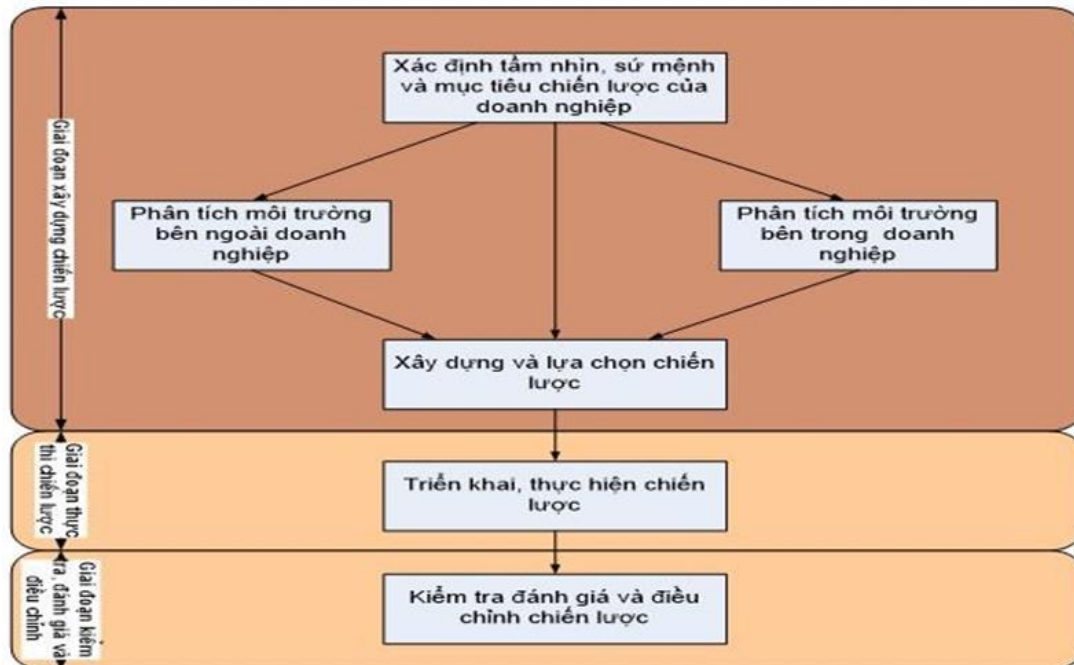 Xác định tầm nhìn, sứ mệnh
và mục tiêu chiến lược của
doanh nghiệp
Phân tích môi trường
bên ngoài doanh
nghiệp
Phân tích môi trường
bên trong doanh
nghiệp
Xây dựng và lựa chọn chiến
lược
Giai đoạn xây dựng chiến lược
Triển khai, thực hiện chiến
lược
Giai đoạn thực
thi chiến lược
Kiểm tra đánh giá và điều
chỉnh chiến lược
Giai đoạn kiểm
tra, đánh giá và
điều chỉnh